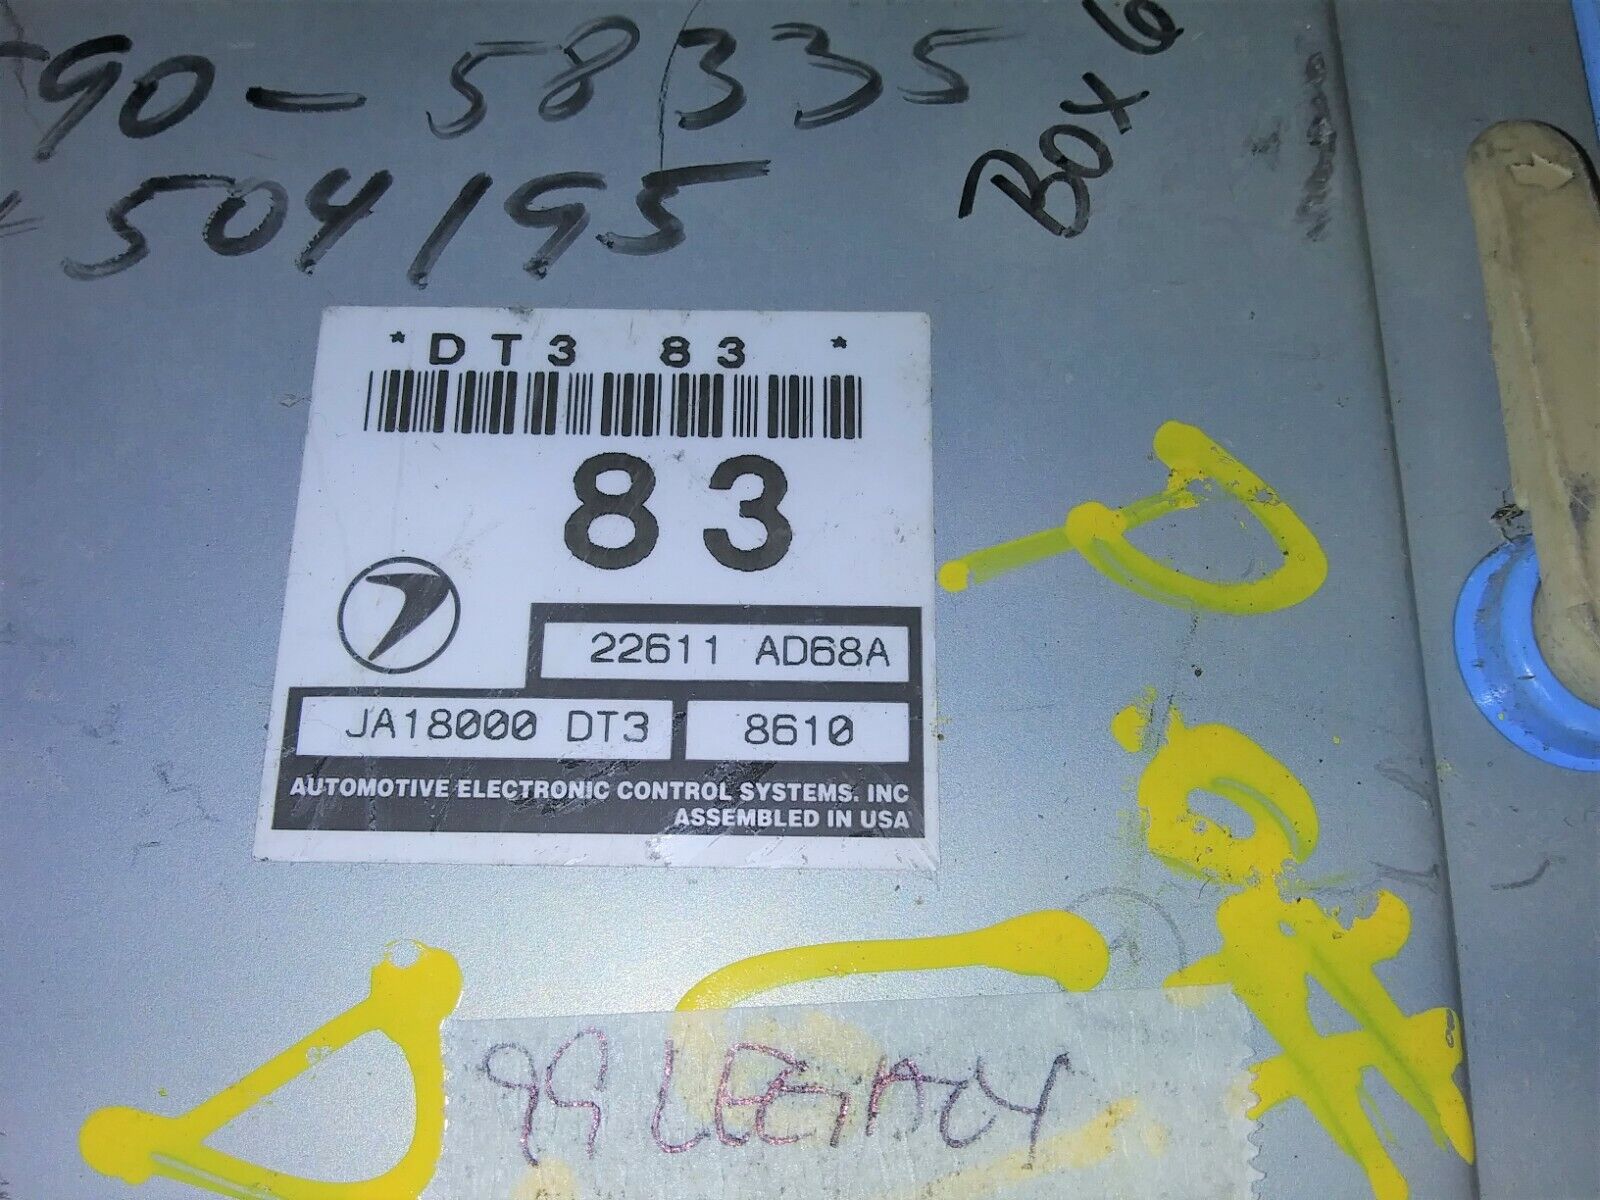 590-58335
504195
BOX 6
*DT3 83 *
83
22611 AD68A
JA18000 DT3
8610
AUTOMOTIVE ELECTRONIC CONTROL SYSTEMS. INC
ASSEMBLED IN USA
99 LEGACY